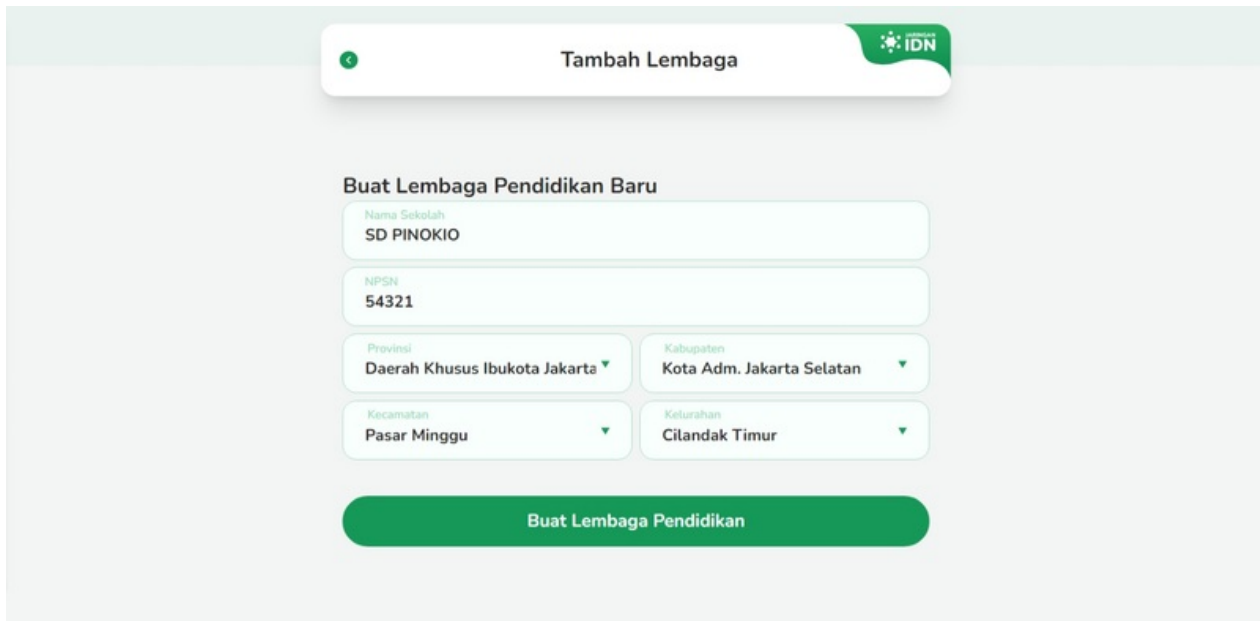 Tambah Lembaga
JARINGAN
IDN
Buat Lembaga Pendidikan Baru
Nama Sekolah
SD PINOKIO
NPSN
54321
Provinsi
Daerah Khusus Ibukota Jakarta
Kabupaten
Kota Adm. Jakarta Selatan
Kecamatan
Pasar Minggu
Kelurahan
Cilandak Timur
Buat Lembaga Pendidikan